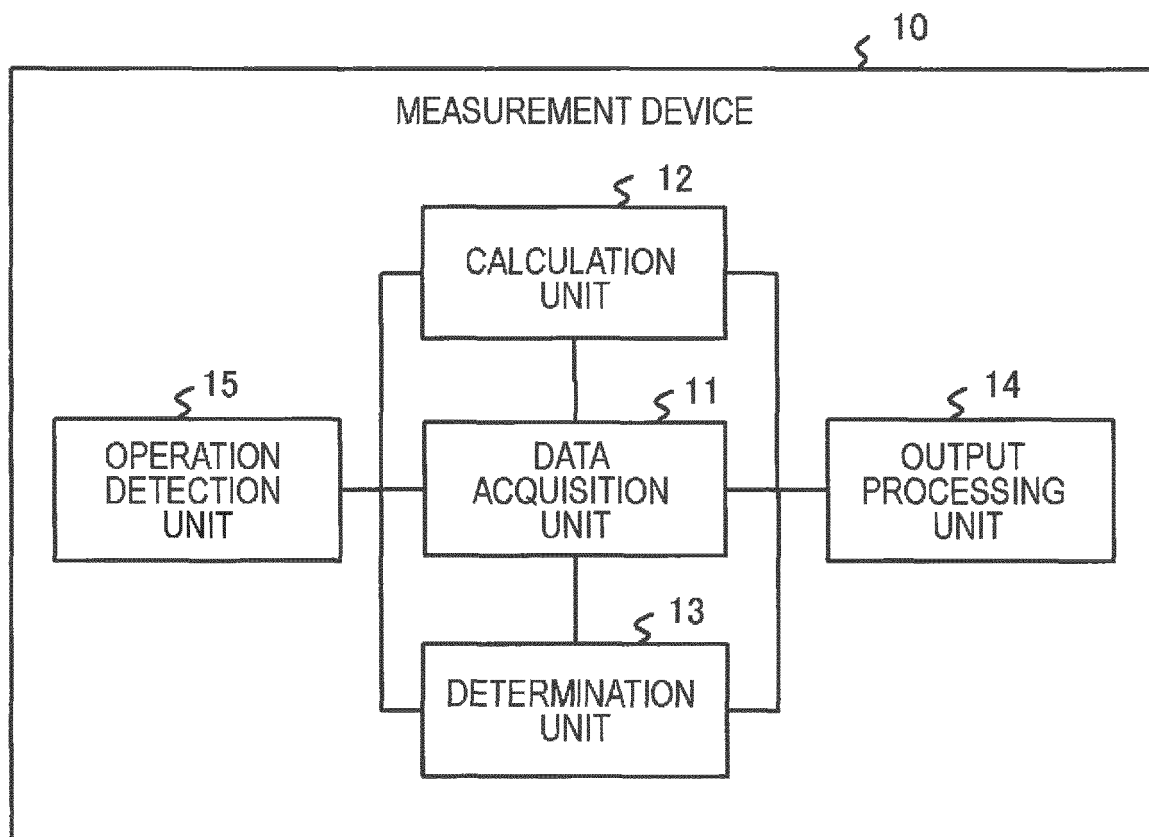 10
MEASUREMENT DEVICE
12
CALCULATION
UNIT
15
OPERATION
DETECTION
UNIT
11
DATA
ACQUISITION
UNIT
14
OUTPUT
PROCESSING
UNIT
13
DETERMINATION
UNIT